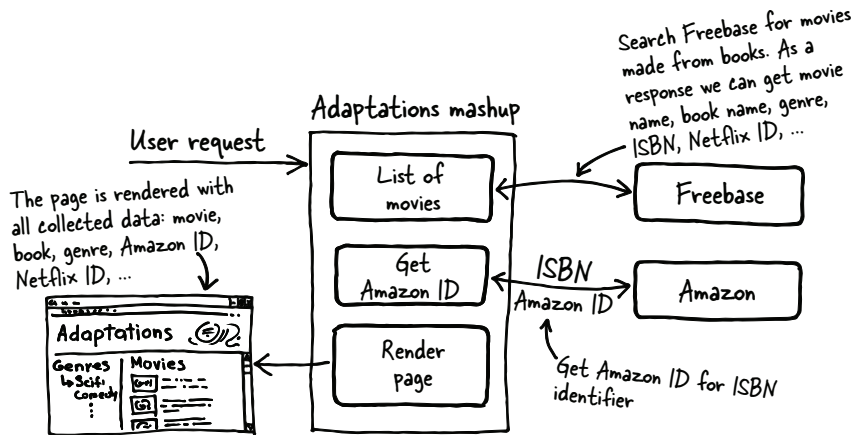 Search Freebase for movies
made from books. As a
response we can get movie
name, book name, genre,
ISBN, Netflix ID, ...
Adaptations mashup
User request
List of
movies
Freebase
The page is rendered with
all collected data: movie,
book, genre, Amazon ID,
Netflix ID, ...
Get
Amazon ID
ISBN
Amazon ID
Amazon
Get Amazon ID for ISBN
identifier
Render
page
Adaptations
Genres
Scifi
Comedy
Movies